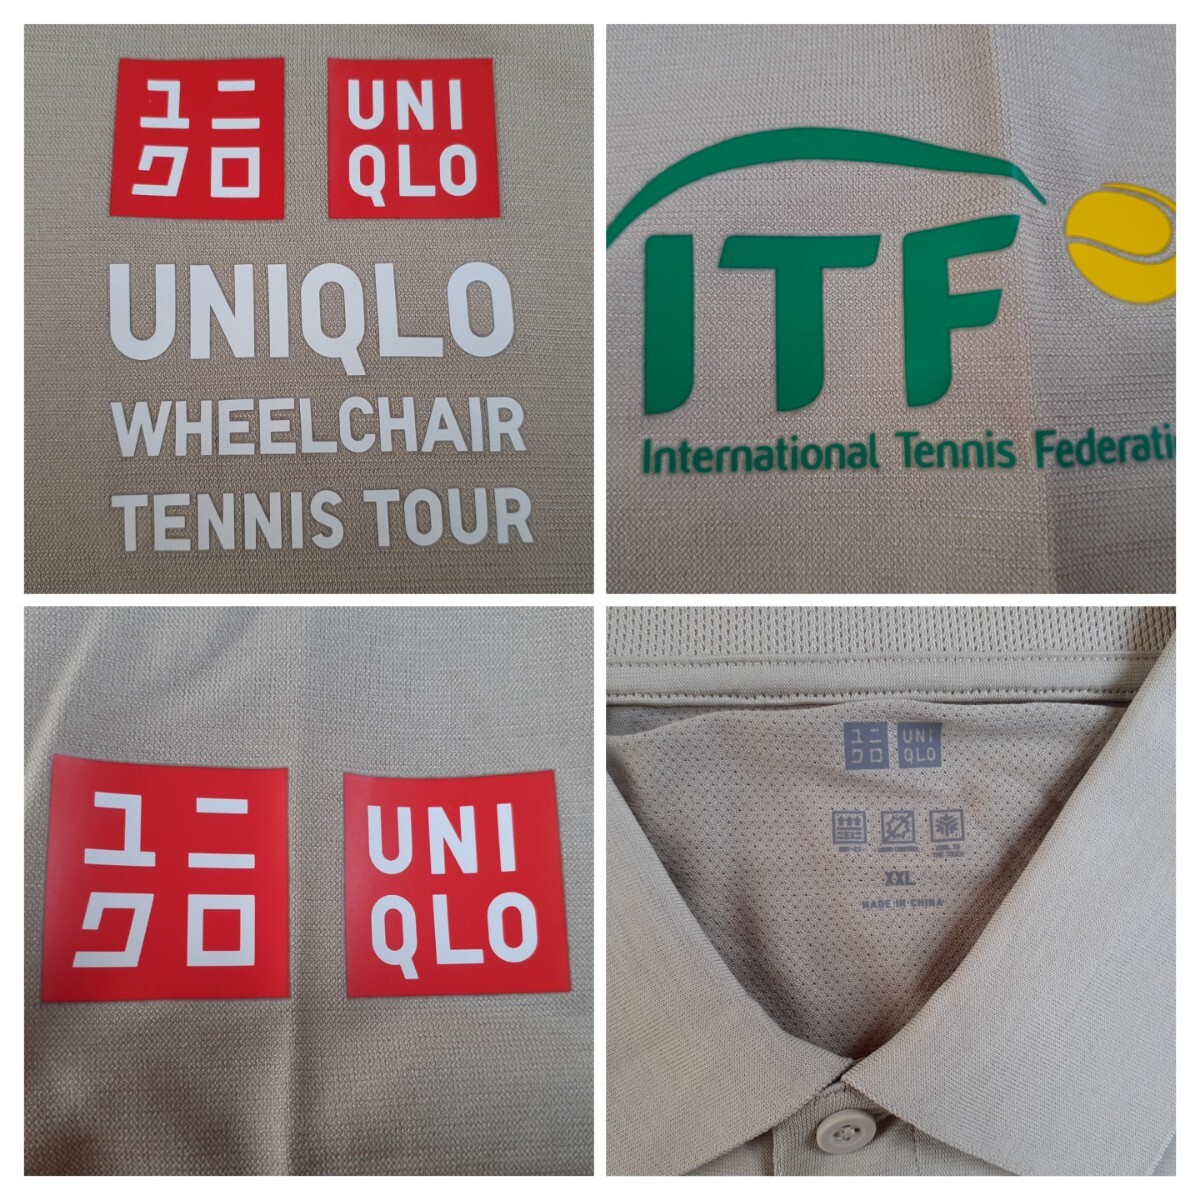 ユニ
クロ
UNI
QLO
UNIQLO
WHEELCHAIR
TENNIS TOUR
ITF
International Tennis Federati
ユニ
クロ
UNI
QLO
ユニ
クロ
UNI
QLO
XXL
MADE IN CHINA